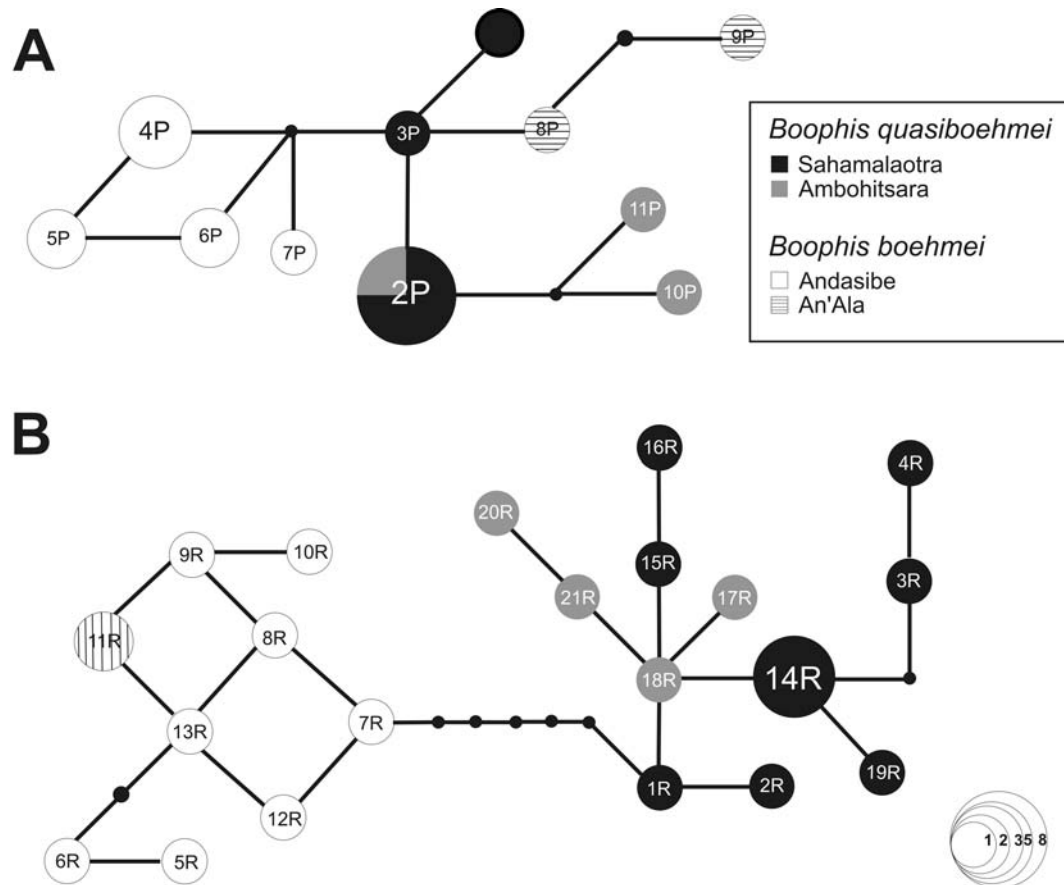 A
4P
3P
8P
9P
5P
6P
7P
2P
11P
10P
Boophis quasiboehmei
Sahamalaotra
Ambohitsara
Boophis boehmei
Andasibe
An'Ala
B
16R
4R
20R
9R
10R
15R
3R
21R
17R
11R
8R
18R
14R
13R
7R
1R
2R
19R
12R
6R
5R
1 2 3 5 8